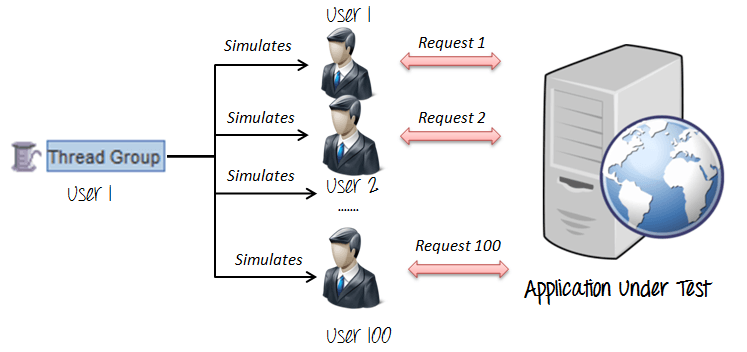 User 1
Simulates
Request 1
Simulates
Request 2
Thread Group
User 1
Simulates
User 2
.......
Simulates
Request 100
Application Under Test
User 100